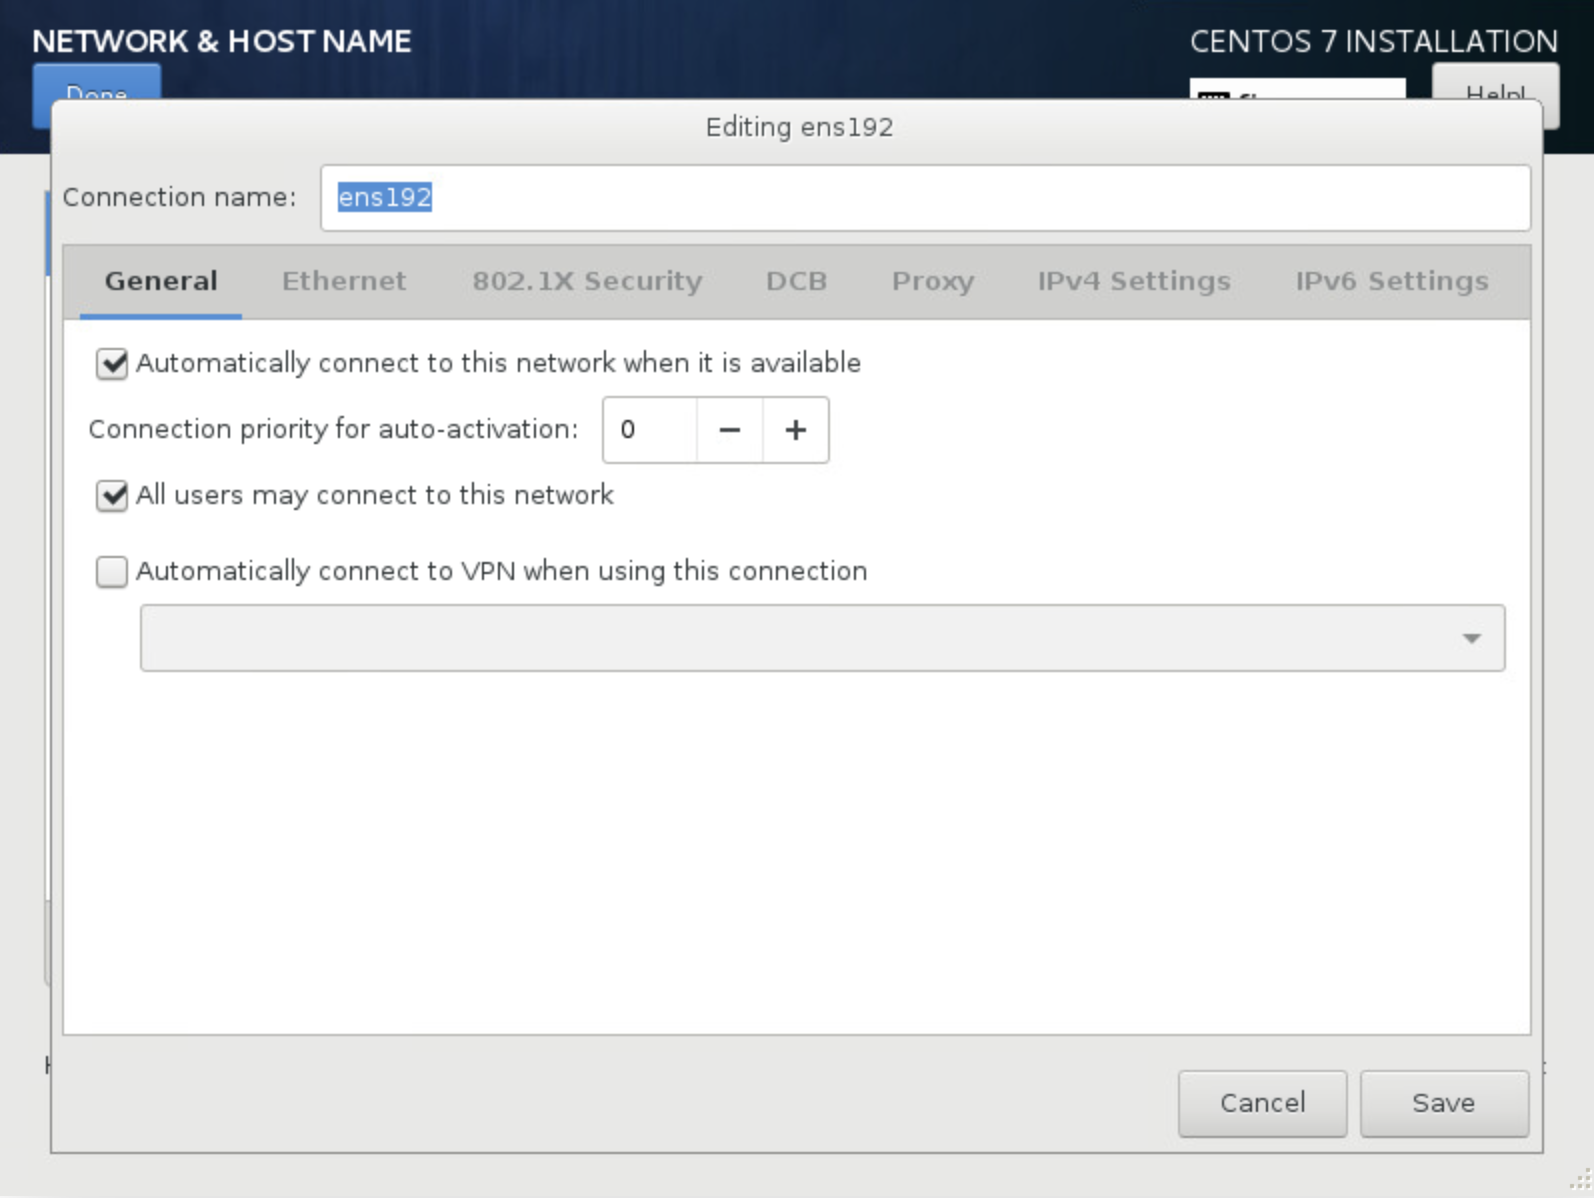 NETWORK & HOST NAME
CENTOS 7 INSTALLATION
Done
Help!
Editing ens192
Connection name: ens192
General Ethernet 802.1X Security DCB Proxy IPv4 Settings IPv6 Settings
Automatically connect to this network when it is available
Connection priority for auto-activation: 0 − +
All users may connect to this network
Automatically connect to VPN when using this connection
Cancel Save